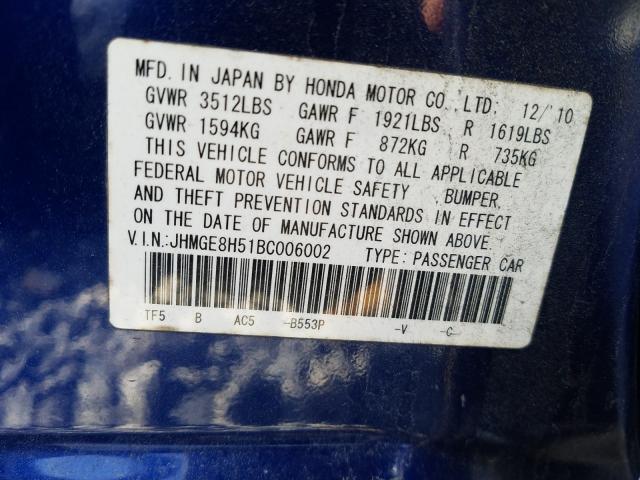 MFD. IN JAPAN BY HONDA MOTOR CO.,LTD. 12/'10
GVWR 3512LBS GAWR F 1921LBS R 1619LBS
GVWR 1594KG GAWR F 872KG R 735KG
THIS VEHICLE CONFORMS TO ALL APPLICABLE
FEDERAL MOTOR VEHICLE SAFETY ,BUMPER,
AND THEFT PREVENTION STANDARDS IN EFFECT
ON THE DATE OF MANUFACTURE SHOWN ABOVE.
V.I.N.:JHMGE8H51BC006002 TYPE: PASSENGER CAR
TF5 B AC5 -B553P -V -C-